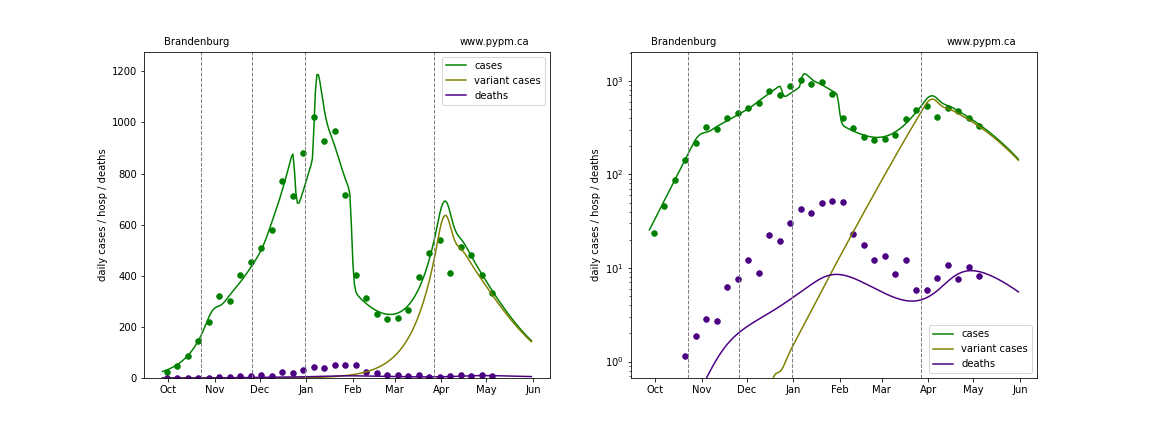 Brandenburg
www.pypm.ca
daily cases / hosp / deaths
1200
1000
800
600
400
200
0
Oct
Nov
Dec
Jan
Feb
Mar
Apr
May
Jun
cases
variant cases
deaths
Brandenburg
www.pypm.ca
daily cases / hosp / deaths
10³
10²
10¹
10⁰
Oct
Nov
Dec
Jan
Feb
Mar
Apr
May
Jun
cases
variant cases
deaths